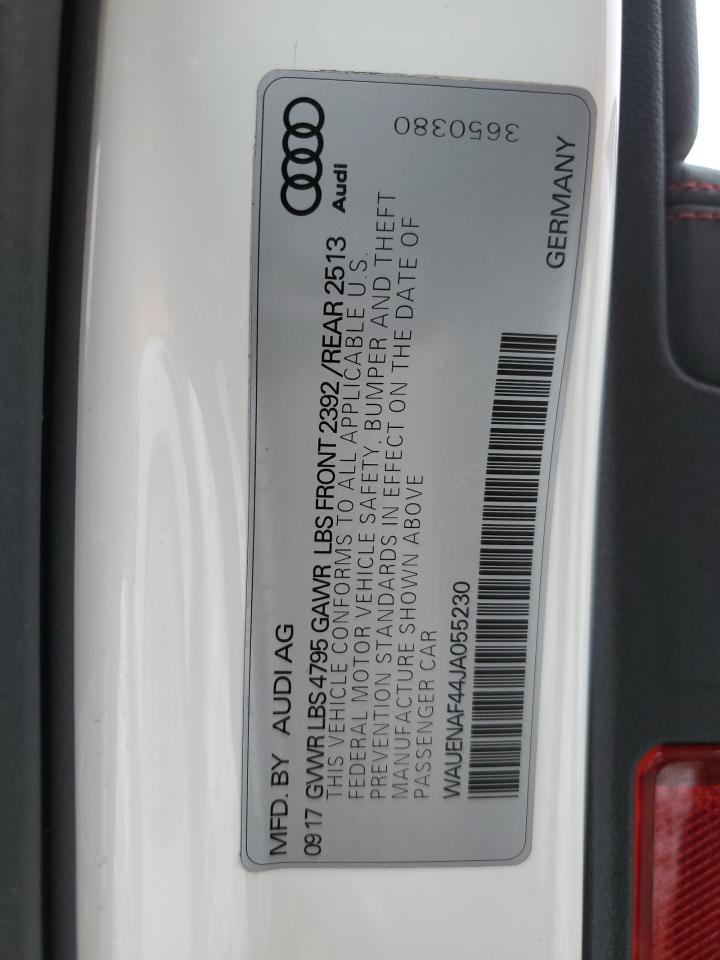 3650380
Audi
MFD. BY AUDI AG
0917 GVWR LBS 4795 GAWR LBS FRONT 2392 /REAR 2513
THIS VEHICLE CONFORMS TO ALL APPLICABLE U.S.
FEDERAL MOTOR VEHICLE SAFETY, BUMPER AND THEFT
PREVENTION STANDARDS IN EFFECT ON THE DATE OF
MANUFACTURE SHOWN ABOVE
PASSENGER CAR
WAUENAF44JA055230
GERMANY